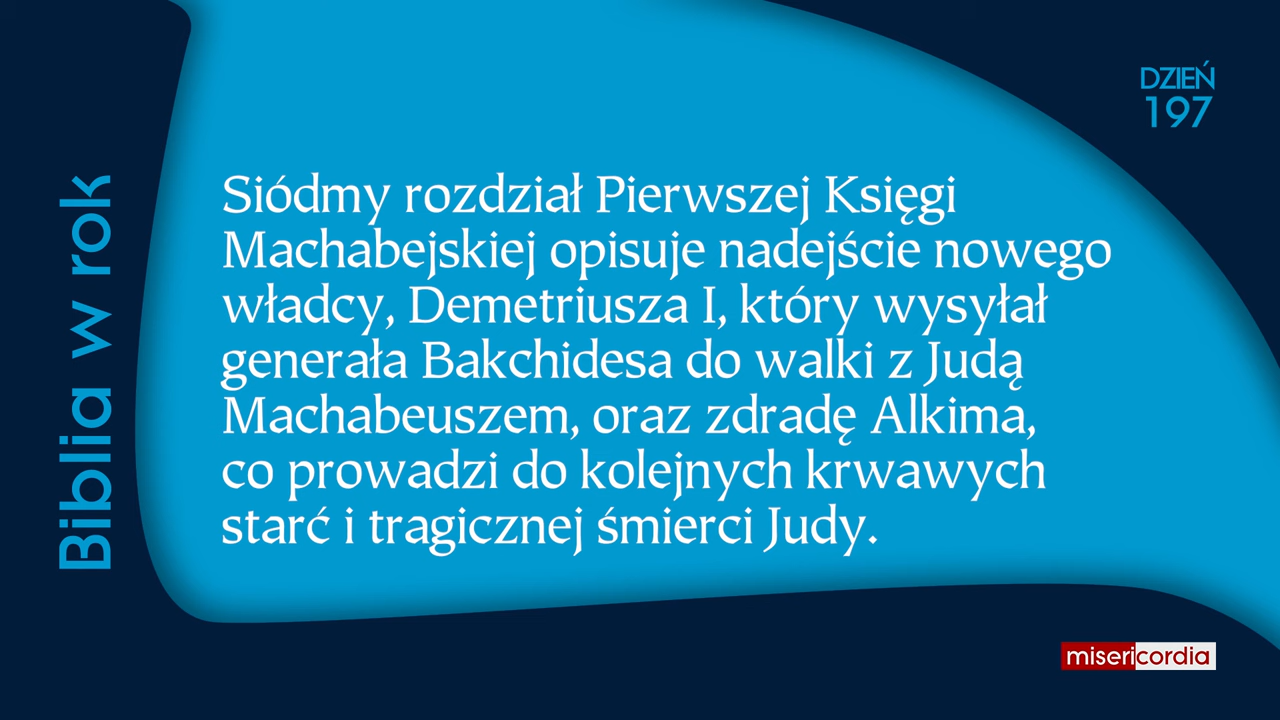 DZIEŃ
197
Biblia w rok
Siódmy rozdział Pierwszej Księgi
Machabejskiej opisuje nadejście nowego
władcy, Demetriusza I, który wysyłał
generała Bakchidesa do walki z Judą
Machabeuszem, oraz zdradę Alkima,
co prowadzi do kolejnych krwawych
starć i tragicznej śmierci Judy.
misericordia